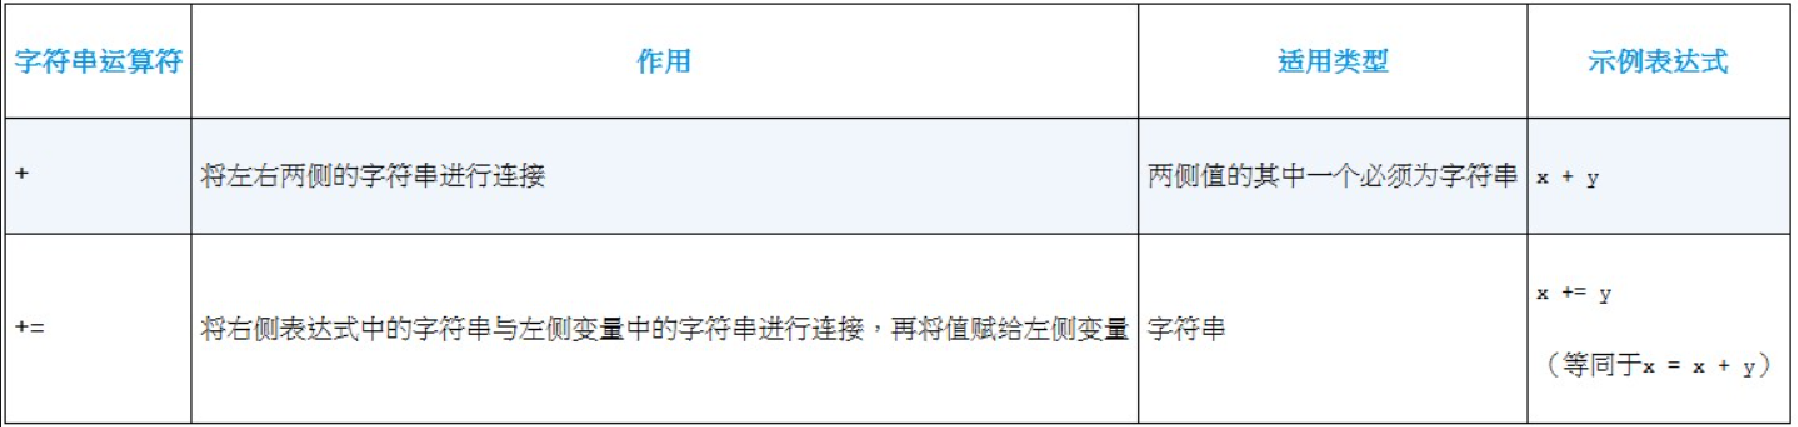 字符串运算符 作用 适用类型 示例表达式
+ 将左右两侧的字符串进行连接 两侧值的其中一个必须为字符串 x + y
+= 将右侧表达式中的字符串与左侧变量中的字符串进行连接，再将值赋给左侧变量 字符串 x += y
（等同于x = x + y）